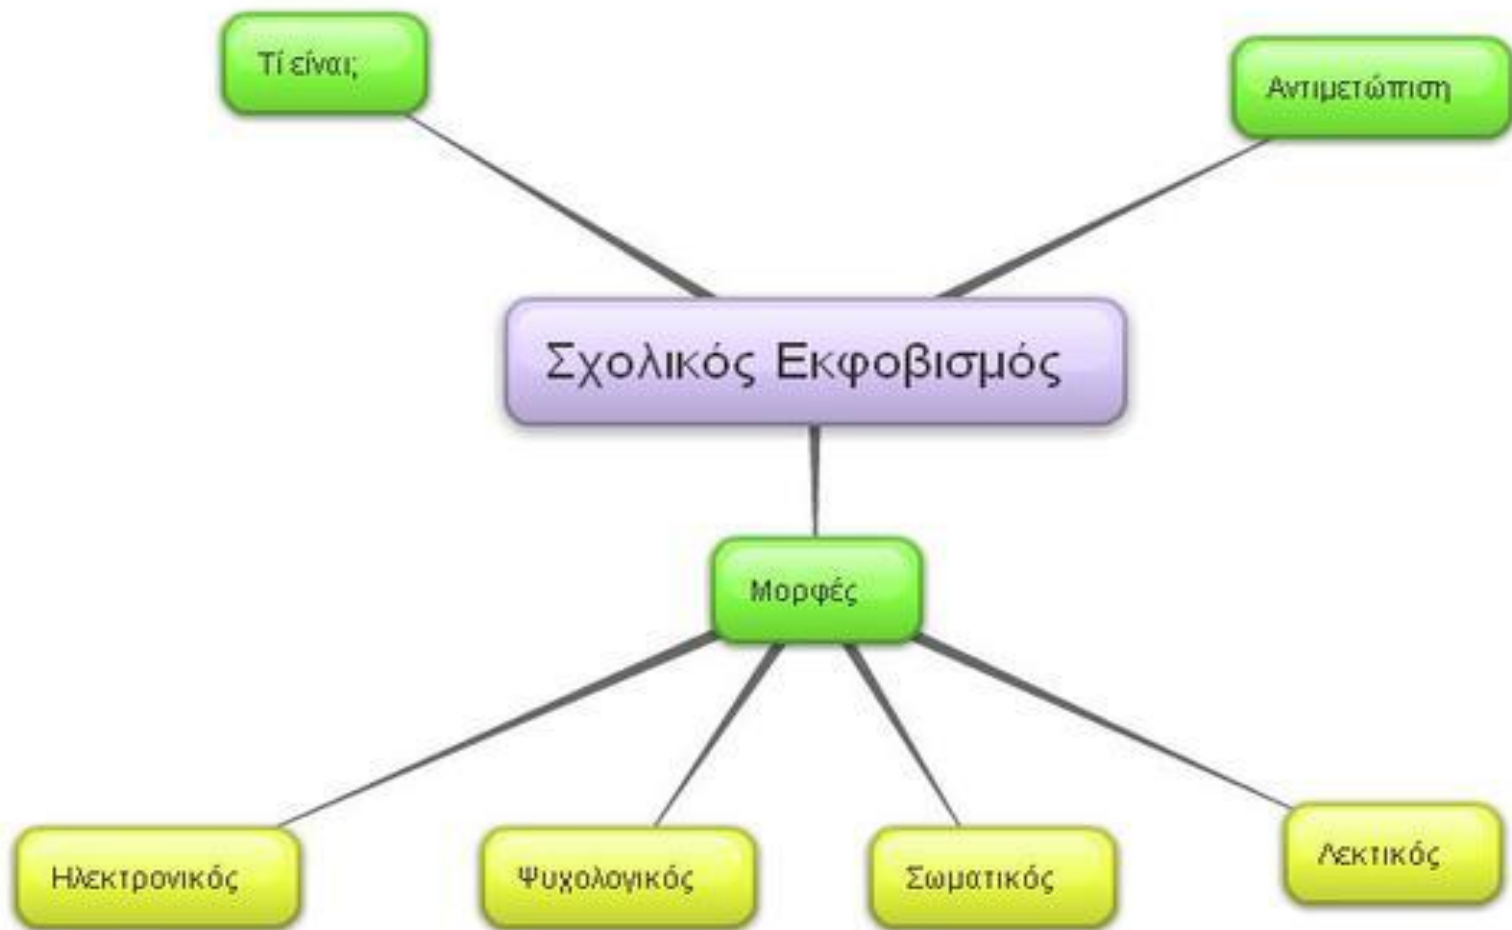 Τί είναι;
Αντιμετώπιση
Σχολικός Εκφοβισμός
Μορφές
Ηλεκτρονικός
Ψυχολογικός
Σωματικός
Λεκτικός